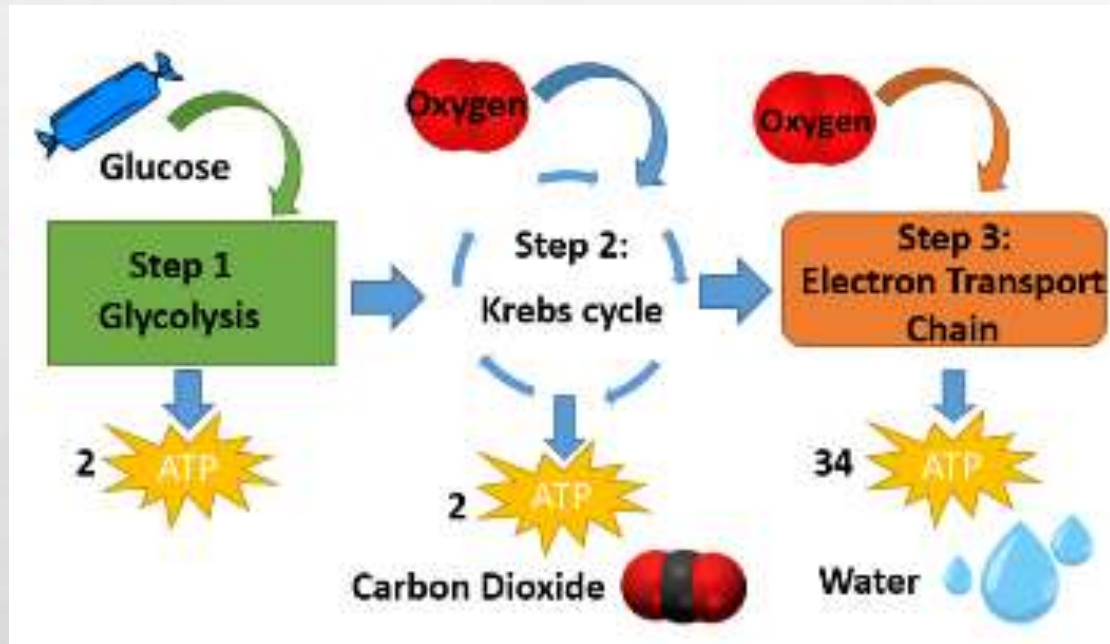 Glucose
Oxygen
Oxygen
Step 1
Glycolysis
Step 2:
Krebs cycle
Step 3:
Electron Transport
Chain
2
ATP
2
ATP
34
ATP
Carbon Dioxide
Water